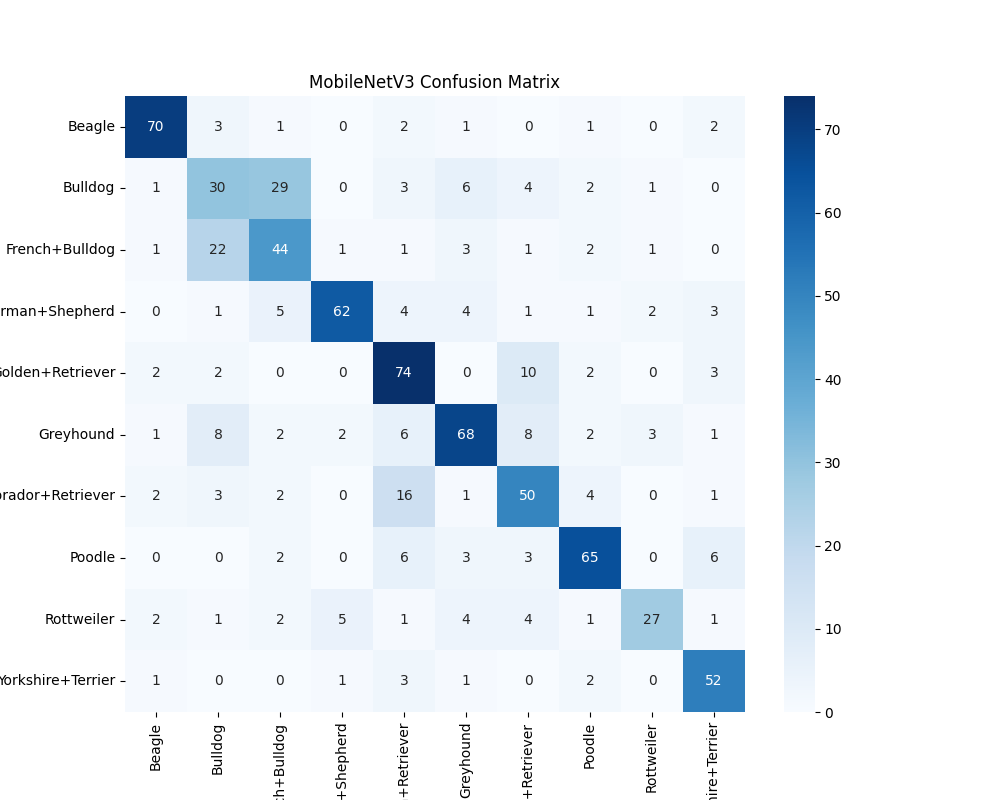 MobileNetV3 Confusion Matrix
Beagle 70 3 1 0 2 1 0 1 0 2
Bulldog 1 30 29 0 3 6 4 2 1 0
French+Bulldog 1 22 44 1 1 3 1 2 1 0
rman+Shepherd 0 1 5 62 4 4 1 1 2 3
Golden+Retriever 2 2 0 0 74 0 10 2 0 3
Greyhound 1 8 2 2 6 68 8 2 3 1
orador+Retriever 2 3 2 0 16 1 50 4 0 1
Poodle 0 0 2 0 6 3 3 65 0 6
Rottweiler 2 1 2 5 1 4 4 1 27 1
Yorkshire+Terrier 1 0 0 1 3 1 0 2 0 52
Beagle
Bulldog
ch+Bulldog
+Shepherd
+Retriever
Greyhound
+Retriever
Poodle
Rottweiler
hire+Terrier
70
60
50
40
30
20
10
0